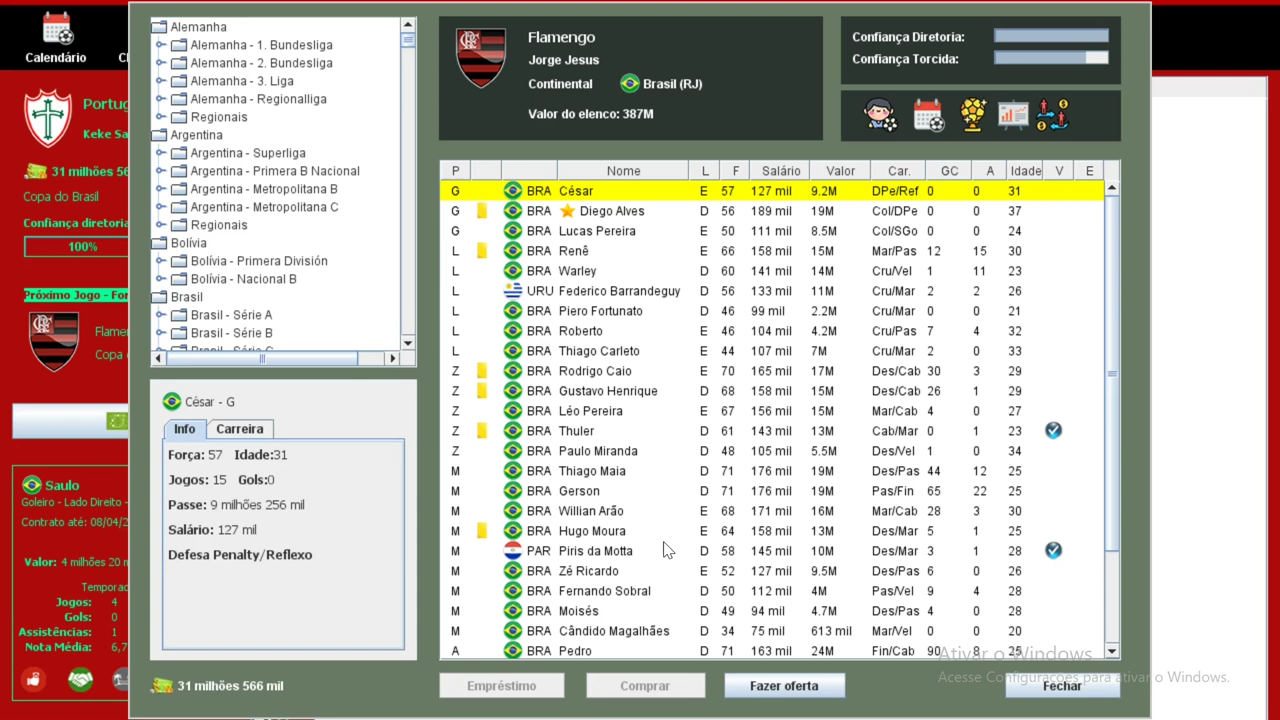 Calendário
Portug
Keke Sa
31 milhões 56
Copa do Brasil
Confiança diretoria
100%
Próximo Jogo - For
Flame
Copa
Saulo
Goleiro - Lado Direito -
Contrato até: 08/04/2
Valor: 4 milhões 20 m
Temporad
Jogos: 4
Gols: 0
Assistências: 1
Nota Média: 6,7
Alemanha
Alemanha - 1. Bundesliga
Alemanha - 2. Bundesliga
Alemanha - 3. Liga
Alemanha - Regionalliga
Regionais
Argentina
Argentina - Superliga
Argentina - Primera B Nacional
Argentina - Metropolitana B
Argentina - Metropolitana C
Regionais
Bolívia
Bolívia - Primera División
Bolívia - Nacional B
Brasil
Brasil - Série A
Brasil - Série B
Brasil - Série C
César - G
Info Carreira
Força: 57 Idade:31
Jogos: 15 Gols:0
Passe: 9 milhões 256 mil
Salário: 127 mil
Defesa Penalty/Reflexo
31 milhões 566 mil
Flamengo
Jorge Jesus
Continental Brasil (RJ)
Valor do elenco: 387M
Confiança Diretoria:
Confiança Torcida:
P Nome L F Salário Valor Car. GC A Idade V E
G BRA César E 57 127 mil 9.2M DPe/Ref 0 0 31
G BRA Diego Alves D 56 189 mil 19M Col/DPe 0 0 37
G BRA Lucas Pereira E 50 111 mil 8.5M Col/SGo 0 0 24
L BRA Renê E 66 158 mil 15M Mar/Pas 12 15 30
L BRA Warley D 60 141 mil 14M Cru/Vel 1 11 23
L URU Federico Barrandeguy D 56 133 mil 11M Cru/Mar 2 2 26
L BRA Piero Fortunato D 46 99 mil 2.2M Cru/Mar 0 0 21
L BRA Roberto E 46 104 mil 4.2M Cru/Pas 7 4 32
L BRA Thiago Carleto E 44 107 mil 7M Cru/Mar 2 0 33
Z BRA Rodrigo Caio E 70 165 mil 17M Des/Cab 30 3 29
Z BRA Gustavo Henrique D 68 158 mil 15M Des/Cab 26 1 29
Z BRA Léo Pereira E 67 156 mil 15M Mar/Cab 4 0 27
Z BRA Thuler D 61 143 mil 13M Cab/Mar 0 1 23
Z BRA Paulo Miranda D 48 105 mil 5.5M Des/Vel 1 0 34
M BRA Thiago Maia D 71 176 mil 19M Des/Pas 44 12 25
M BRA Gerson D 71 176 mil 19M Pas/Fin 65 22 25
M BRA Willian Arão E 68 171 mil 16M Mar/Cab 28 3 30
M BRA Hugo Moura E 64 158 mil 13M Des/Mar 5 1 25
M PAR Piris da Motta D 58 145 mil 10M Des/Mar 3 1 28
M BRA Zé Ricardo E 52 127 mil 9.5M Des/Pas 6 0 26
M BRA Fernando Sobral D 50 112 mil 4M Pas/Vel 9 4 28
M BRA Moisés D 49 94 mil 4.7M Des/Pas 4 0 28
M BRA Cândido Magalhães D 34 75 mil 613 mil Mar/Vel 0 0 20
A BRA Pedro D 71 163 mil 24M Fin/Cab 90 8 25
Ativar o Windows
Acesse Configurações para ativar o Windows.
Empréstimo Comprar Fazer oferta Fechar